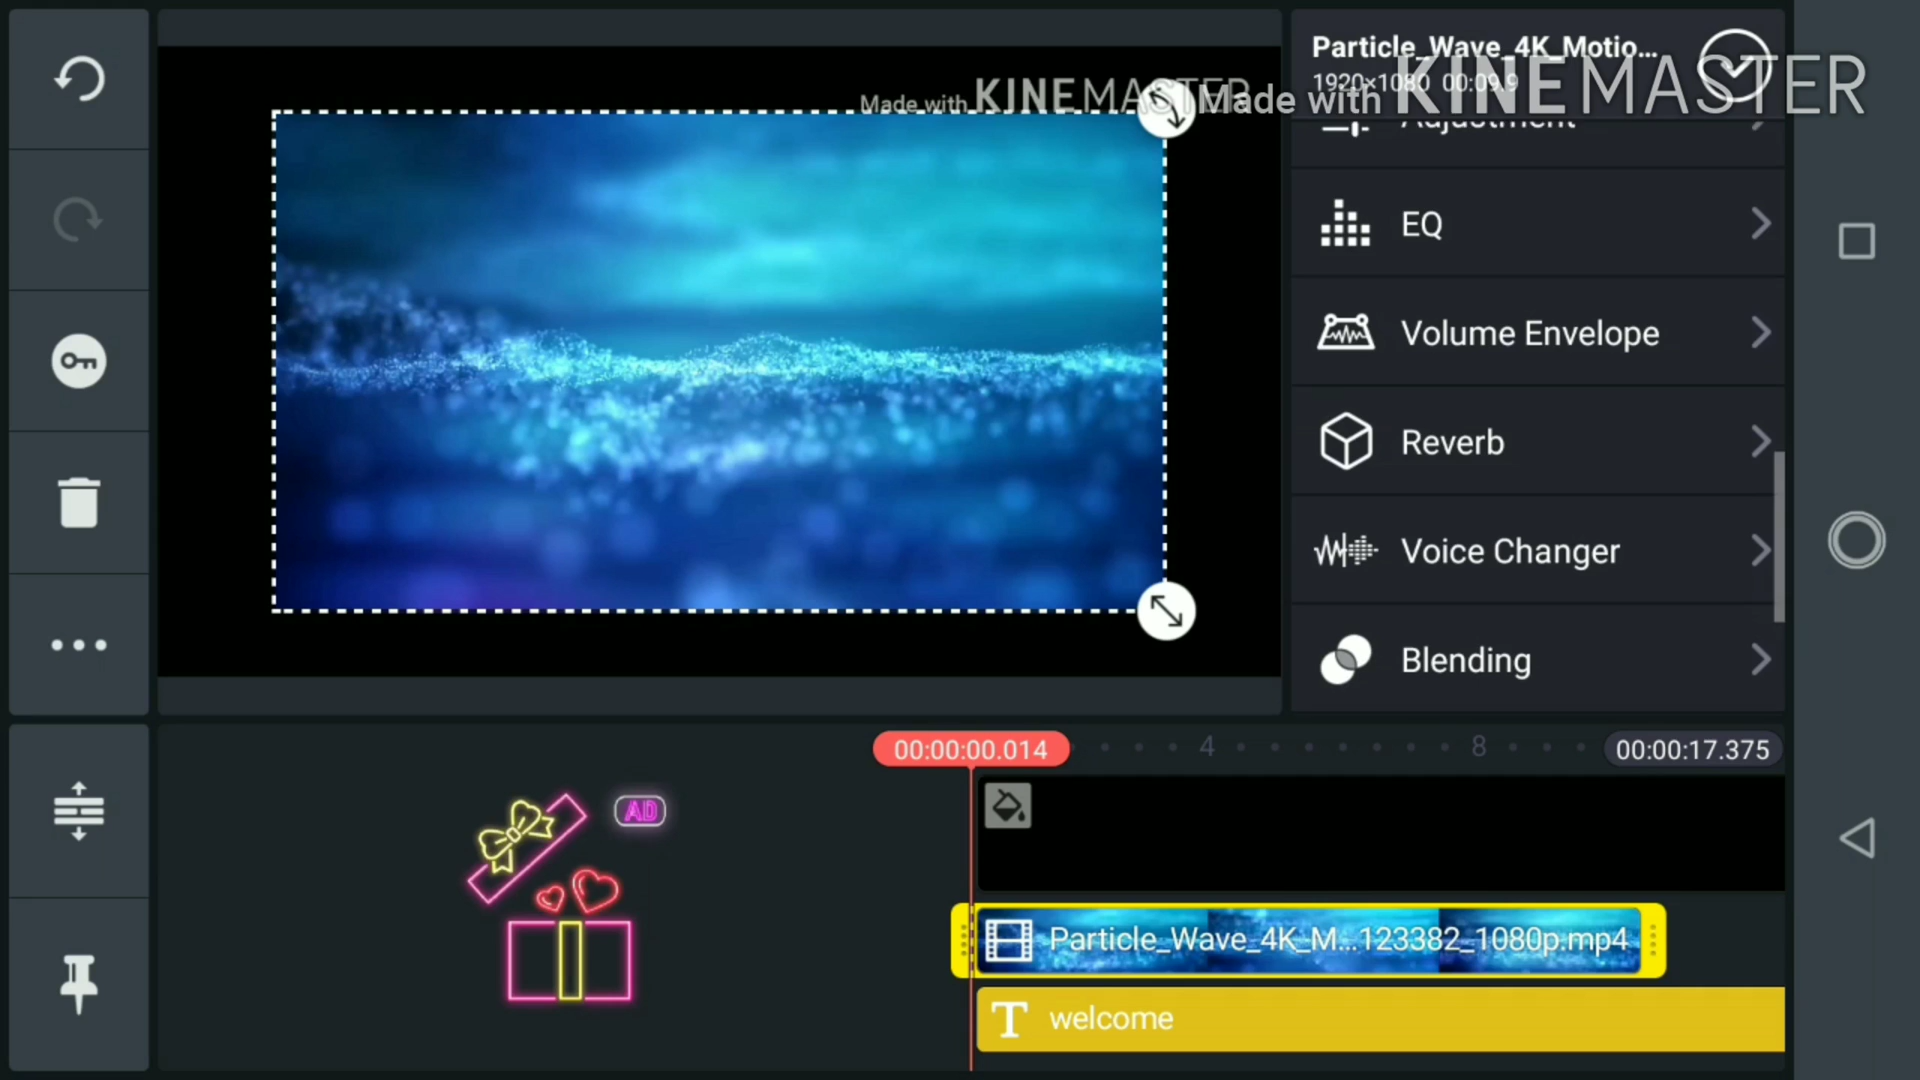 Particle_Wave_4K_Motio...
1920×1080 00:09.9
Made with KINEMASTER
Made with KINEMASTER
Adjustment
EQ
Volume Envelope
Reverb
Voice Changer
Blending
00:00:00.014
4
8
00:00:17.375
AD
Particle_Wave_4K_M...123382_1080p.mp4
T welcome